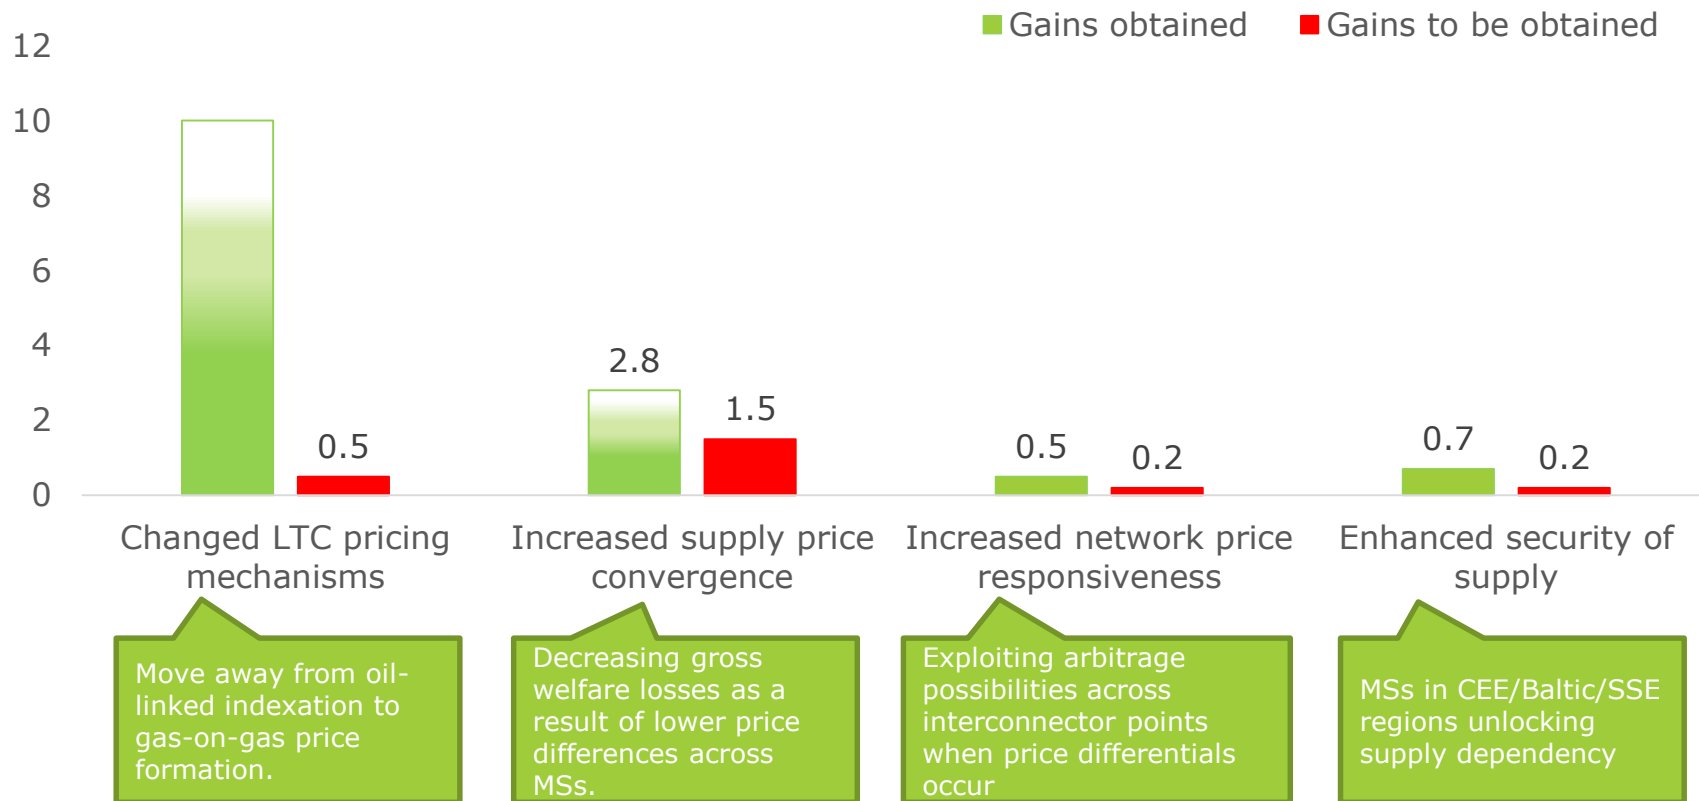 Gains obtained
Gains to be obtained
12
10
8
6
4
2
0
0.5
2.8
1.5
0.5
0.2
0.7
0.2
Changed LTC pricing
mechanisms
Increased supply price
convergence
Increased network price
responsiveness
Enhanced security of
supply
Move away from oil-
linked indexation to
gas-on-gas price
formation.
Decreasing gross
welfare losses as a
result of lower price
differences across
MSs.
Exploiting arbitrage
possibilities across
interconnector points
when price differentials
occur
MSs in CEE/Baltic/SSE
regions unlocking
supply dependency